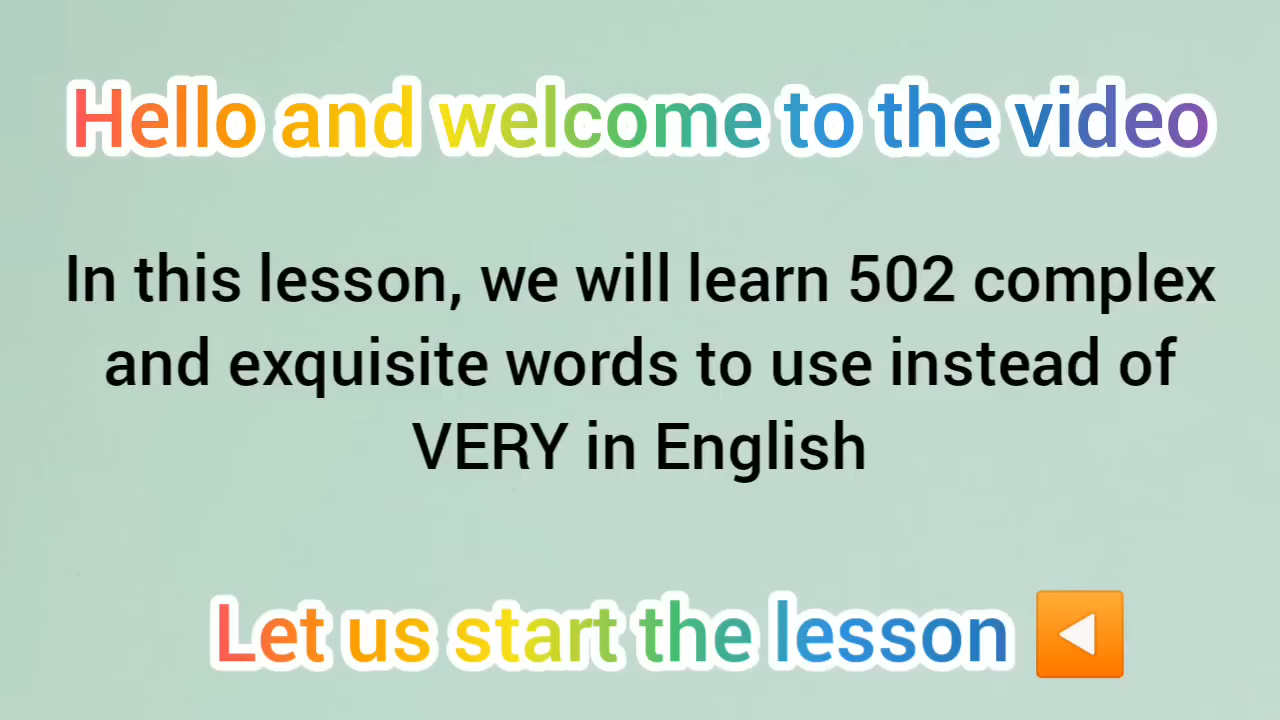 Hello and welcome to the video
In this lesson, we will learn 502 complex
and exquisite words to use instead of
VERY in English
Let us start the lesson